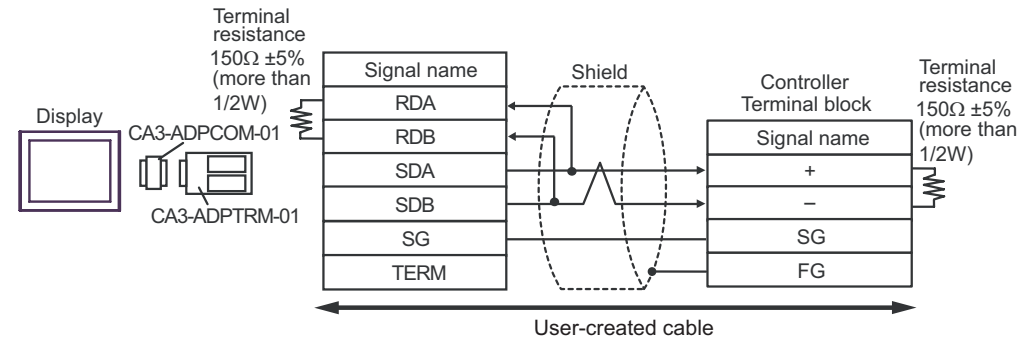 Terminal
resistance
150Ω ±5%
(more than
1/2W)
Display
CA3-ADPCOM-01
CA3-ADPTRM-01
Signal name
RDA
RDB
SDA
SDB
SG
TERM
Shield
Controller
Terminal block
Signal name
+
–
SG
FG
Terminal
resistance
150Ω ±5%
(more than
1/2W)
User-created cable